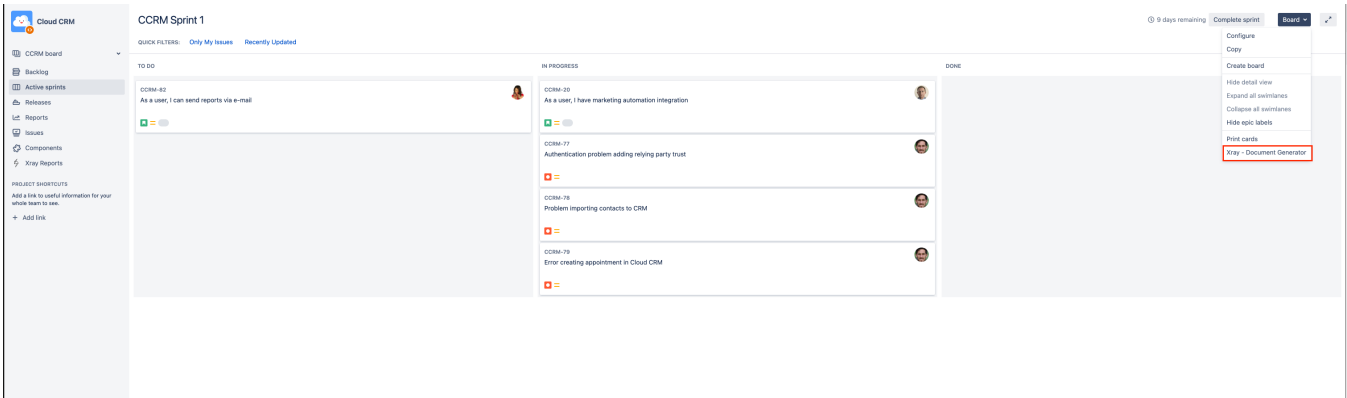 Cloud CRM
CCRM board
Backlog
Active sprints
Releases
Reports
Issues
Components
Xray Reports
PROJECT SHORTCUTS
Add a link to useful information for your
whole team to see.
+ Add link
CCRM Sprint 1
9 days remaining Complete sprint Board
QUICK FILTERS: Only My Issues Recently Updated
TO DO
CCRM-82
As a user, I can send reports via e-mail
IN PROGRESS
CCRM-20
As a user, I have marketing automation integration
CCRM-77
Authentication problem adding relying party trust
CCRM-78
Problem importing contacts to CRM
CCRM-79
Error creating appointment in Cloud CRM
DONE
Configure
Copy
Create board
Hide detail view
Expand all swimlanes
Collapse all swimlanes
Hide epic labels
Print cards
Xray - Document Generator